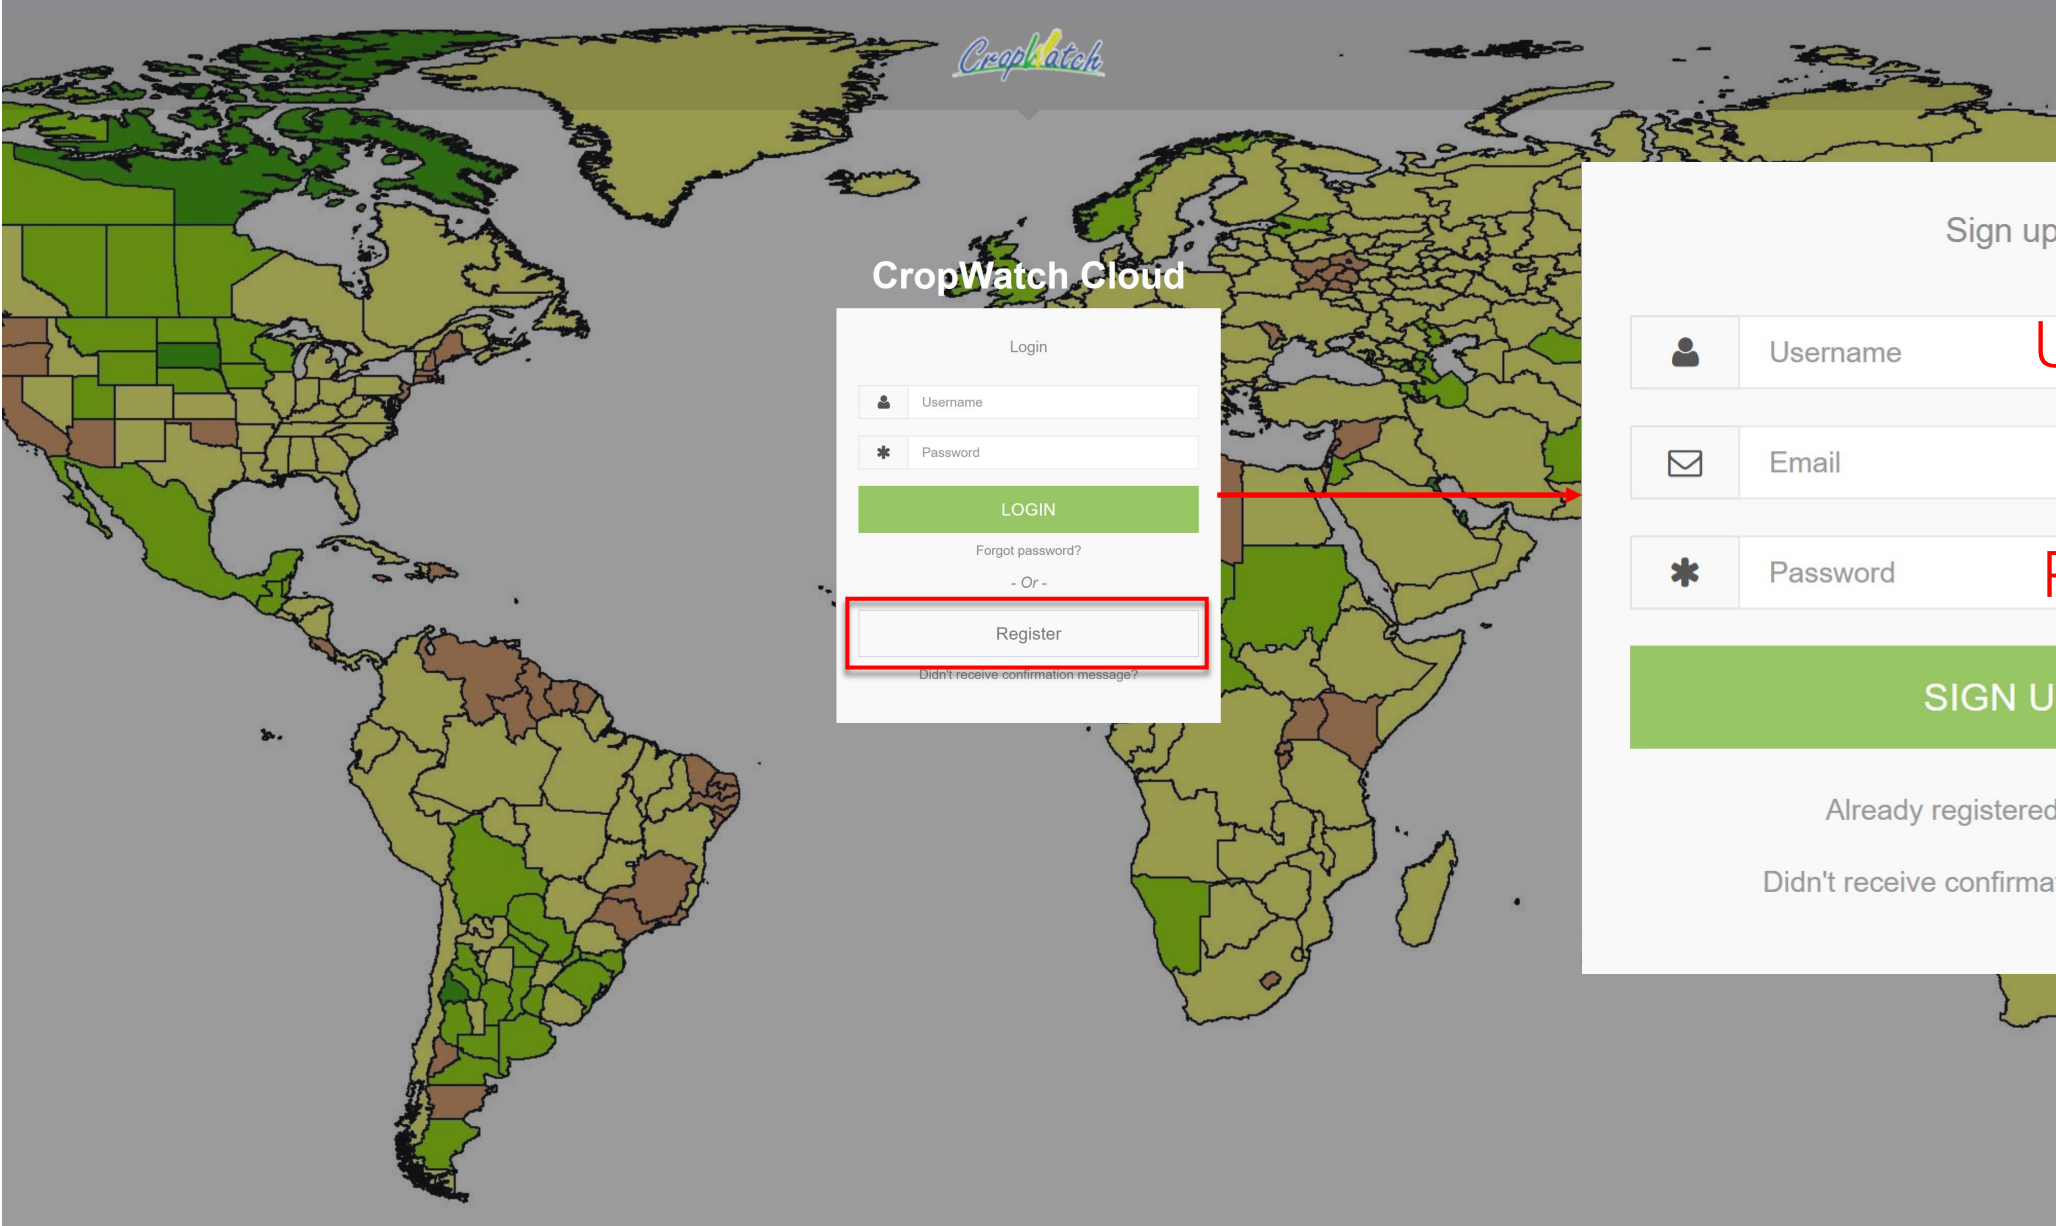 CropWatch
CropWatch Cloud
Login
Username
Password
LOGIN
Forgot password?
- Or -
Register
Didn't receive confirmation message?
Sign up
Username
U
Email
Password
SIGN U
Already registered
Didn't receive confirma